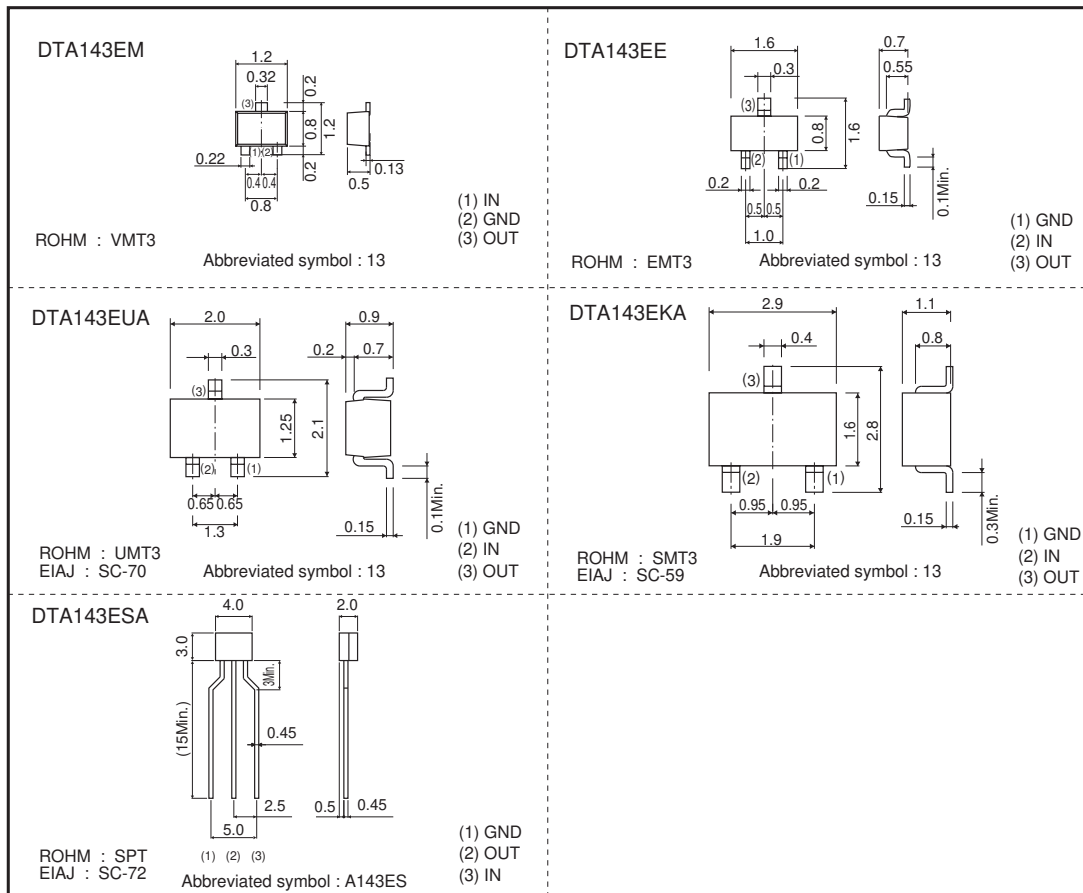 DTA143EM
1.2
0.32
0.2
(3)
0.8
1.2
(1)
(2)
0.22
0.4
0.4
0.2
0.8
0.5
0.13
(1) IN
(2) GND
(3) OUT
ROHM : VMT3
Abbreviated symbol : 13
DTA143EE
1.6
0.3
0.7
0.55
(3)
0.8
1.6
(2)
(1)
0.2
0.2
0.5
0.5
1.0
0.15
0.1Min.
(1) GND
(2) IN
(3) OUT
ROHM : EMT3
Abbreviated symbol : 13
DTA143EUA
2.0
0.3
0.9
0.2
0.7
(3)
1.25
2.1
(2)
(1)
0.65
0.65
1.3
0.15
0.1Min.
(1) GND
(2) IN
(3) OUT
ROHM : UMT3
EIAJ : SC-70
Abbreviated symbol : 13
DTA143EKA
2.9
0.4
1.1
0.8
(3)
1.6
2.8
(2)
(1)
0.95
0.95
1.9
0.15
0.3Min.
(1) GND
(2) IN
(3) OUT
ROHM : SMT3
EIAJ : SC-59
Abbreviated symbol : 13
DTA143ESA
4.0
2.0
3.0
3Min.
(15Min.)
0.45
2.5
5.0
0.5
0.45
(1) (2) (3)
(1) GND
(2) OUT
(3) IN
ROHM : SPT
EIAJ : SC-72
Abbreviated symbol : A143ES